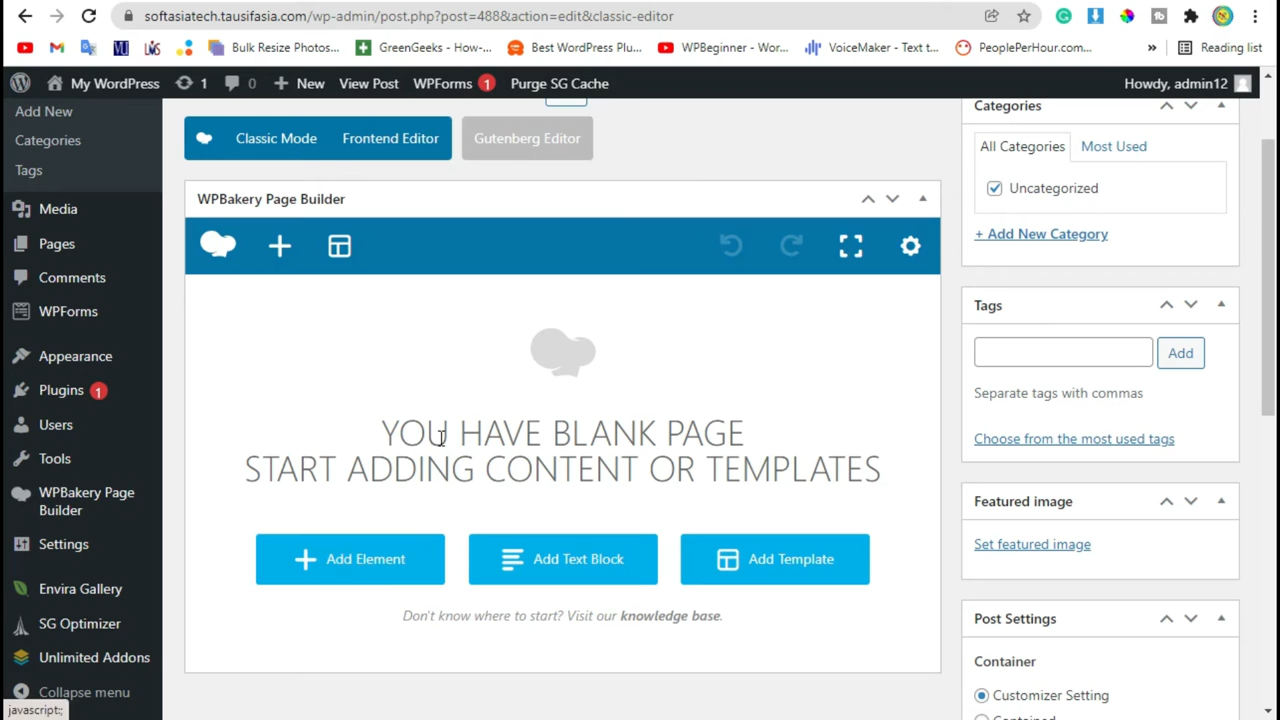 softasiatech.tausifasia.com/wp-admin/post.php?post=488&action=edit&classic-editor
Bulk Resize Photos...
GreenGeeks - How-...
Best WordPress Plu...
WPBeginner - Wor...
VoiceMaker - Text t...
PeoplePerHour.com...
»
Reading list
My WordPress
1
0
New
View Post
WPForms 1
Purge SG Cache
Howdy, admin12
Add New
Categories
Tags
Media
Pages
Comments
WPForms
Appearance
Plugins 1
Users
Tools
WPBakery Page
Builder
Settings
Envira Gallery
SG Optimizer
Unlimited Addons
Collapse menu
javascript:;
Classic Mode
Frontend Editor
Gutenberg Editor
WPBakery Page Builder
YOU HAVE BLANK PAGE
START ADDING CONTENT OR TEMPLATES
Add Element
Add Text Block
Add Template
Don't know where to start? Visit our knowledge base.
Categories
All Categories
Most Used
Uncategorized
+ Add New Category
Tags
Add
Separate tags with commas
Choose from the most used tags
Featured image
Set featured image
Post Settings
Container
Customizer Setting
Contained